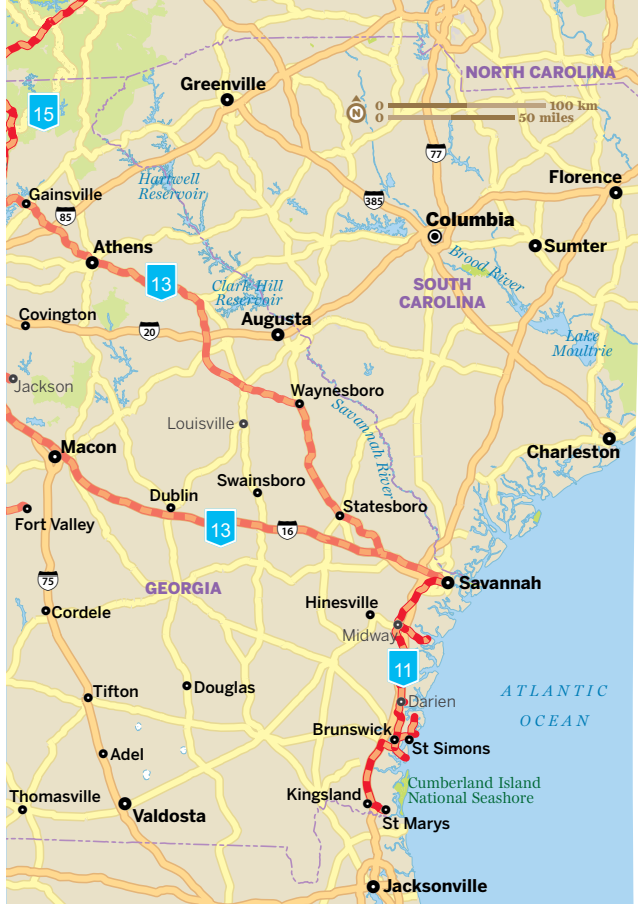 NORTH CAROLINA
Greenville
15
N
0
100 km
0
50 miles
77
Hartwell
Reservoir
Florence
Gainsville
385
85
Columbia
Athens
Sumter
Brood River
13
Clark Hill
Reservoir
SOUTH
CAROLINA
Covington
20
Augusta
Lake
Moultrie
Jackson
Waynesboro
Savannah River
Louisville
Macon
Charleston
Swainsboro
Dublin
Statesboro
Fort Valley
13
16
75
GEORGIA
Savannah
Hinesville
Cordele
Midway
11
Tifton
Douglas
Darien
ATLANTIC
OCEAN
Brunswick
St Simons
Adel
Cumberland Island
National Seashore
Kingsland
Thomasville
Valdosta
St Marys
Jacksonville